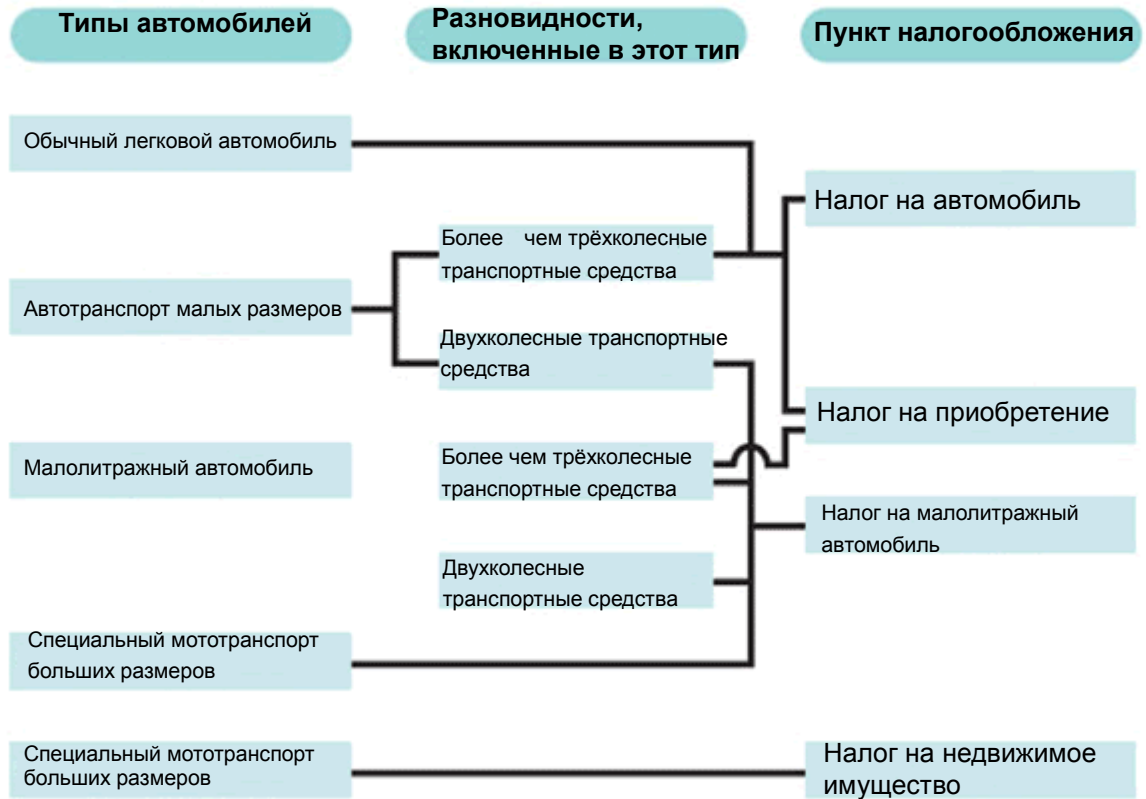 Типы автомобилей
Разновидности,
включенные в этот тип
Пункт налогообложения
Обычный легковой автомобиль
Налог на автомобиль
Более чем трёхколесные
транспортные средства
Автотранспорт малых размеров
Двухколесные транспортные
средства
Налог на приобретение
Малолитражный автомобиль
Более чем трёхколесные
транспортные средства
Налог на малолитражный
автомобиль
Двухколесные
транспортные средства
Специальный мототранспорт
больших размеров
Специальный мототранспорт
больших размеров
Налог на недвижимое
имущество